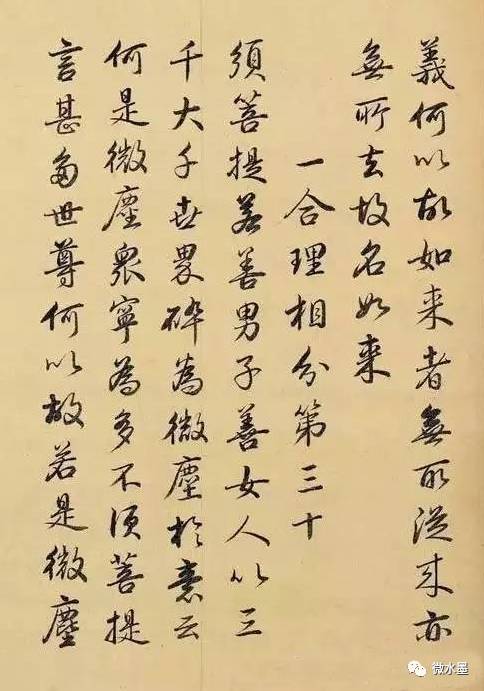 義何以故如来者無所從来亦
無所去故名如来
一合理相分第三十
須菩提若善男子善女人以三
千大千世界碎為微塵於意云
何是微塵眾寧為多不須菩提
言甚多世尊何以故若是微塵
微水墨